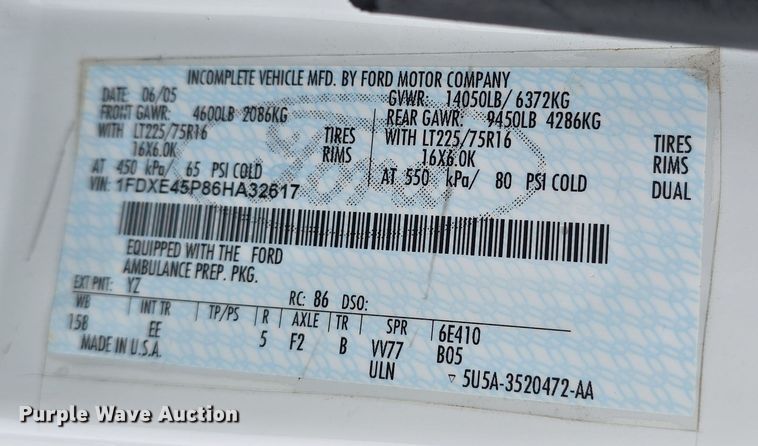 INCOMPLETE VEHICLE MFD. BY FORD MOTOR COMPANY
DATE: 06/05 GVWR: 14050LB/ 6372KG
FRONT GAWR: 4600LB 2086KG REAR GAWR: 9450LB 4286KG
WITH LT225/75R16 TIRES WITH LT225/75R16 TIRES
16X6.0K RIMS 16X6.0K RIMS
AT 450 kPa/ 65 PSI COLD AT 550 kPa/ 80 PSI COLD DUAL
VIN: 1FDXE45P86HA32617
Ford
EQUIPPED WITH THE FORD
AMBULANCE PREP. PKG.
EXT PNT: YZ RC: 86 DSO:
WB INT TR TP/PS R AXLE TR SPR 6E410
158 EE 5 F2 B VV77 B05
MADE IN U.S.A. ULN ▽ 5U5A-3520472-AA
Purple Wave Auction